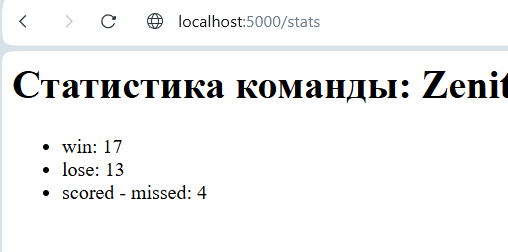 localhost:5000/stats
Статистика команды: Zenit
win: 17
lose: 13
scored - missed: 4